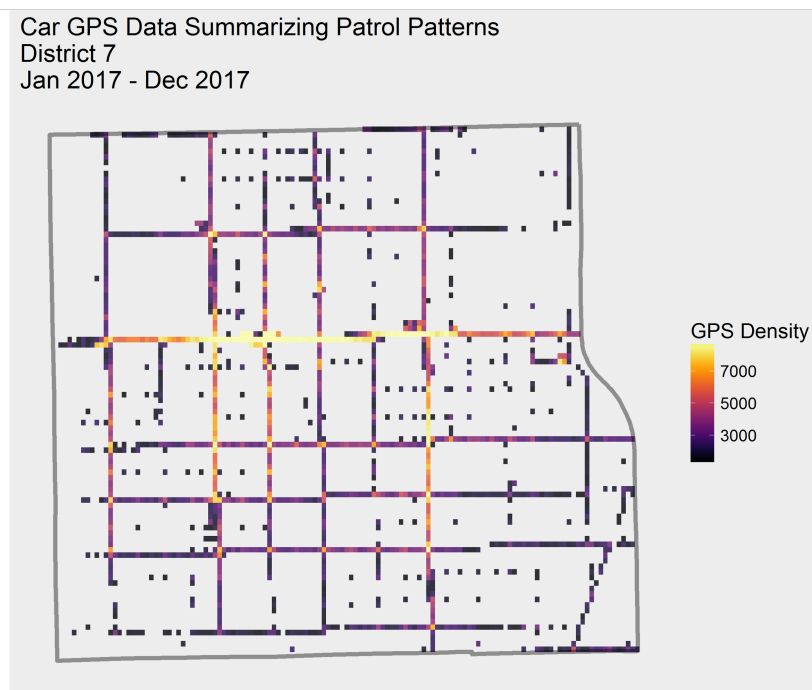 Car GPS Data Summarizing Patrol Patterns
District 7
Jan 2017 - Dec 2017
GPS Density
7000
5000
3000